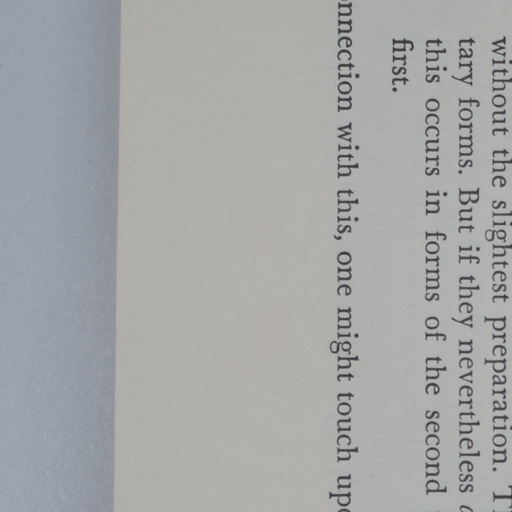 without the slightest preparation.
tary forms. But if they nevertheless
this occurs in forms of the second
first.
nnection with this, one might touch upo